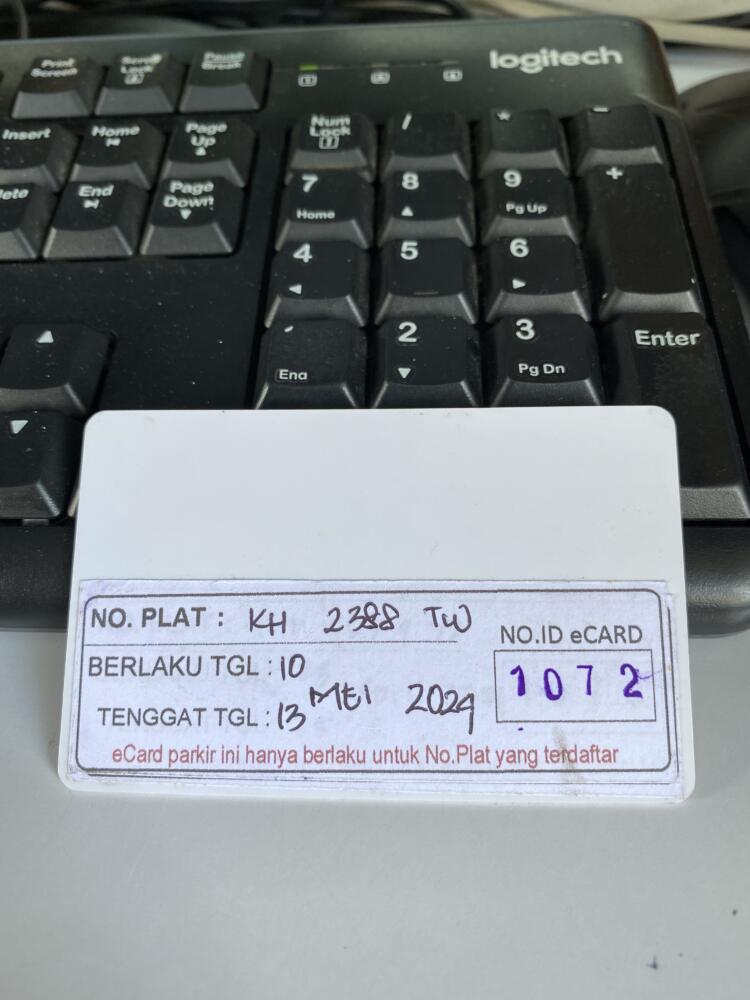 Print Screen
Scroll Lock
Pause Break
logitech
1
A
Insert
Home
Page Up
Num Lock
/
*
-
End
Page Down
7
Home
8
9
Pg Up
+
4
5
6
2
3
Pg Dn
Enter
NO. PLAT : KH 2388 TW
NO.ID eCARD
BERLAKU TGL : 10
1072
TENGGAT TGL : 13 MEI 2024
eCard parkir ini hanya berlaku untuk No.Plat yang terdaftar